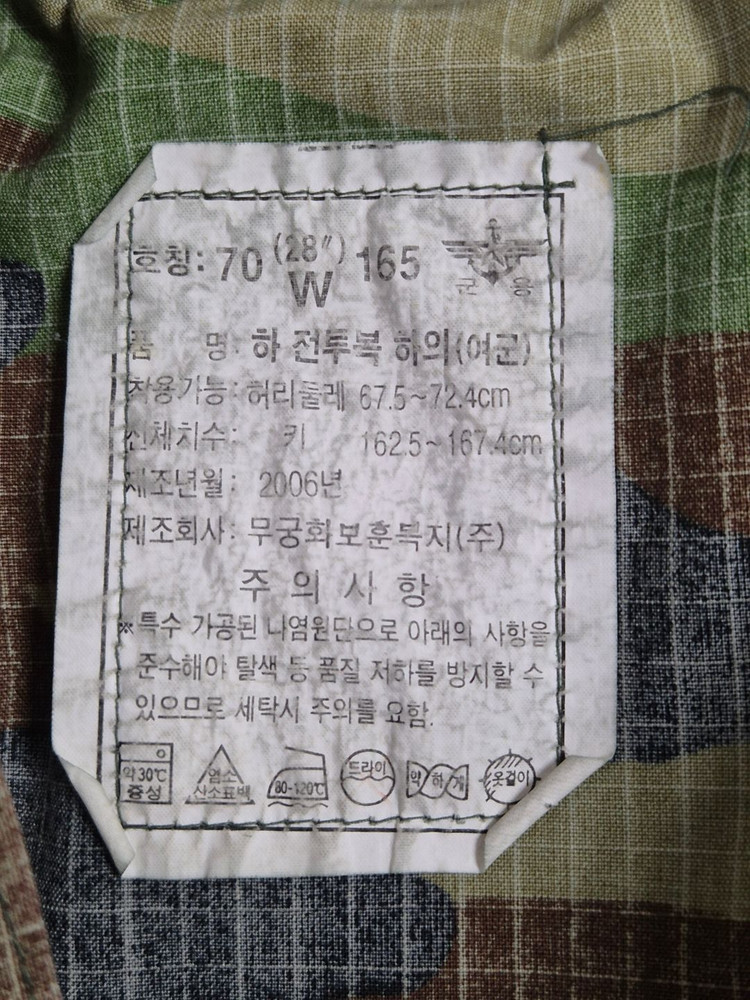 호칭: 70 (28″) W 165
군 용
품 명: 하 전투복 하의(여군)
착용가능: 허리둘레 67.5~72.4cm
신체치수: 키 162.5~167.4cm
제조년월: 2006년
제조회사: 무궁화보훈복지(주)
주 의 사 항
※ 특수 가공된 나염원단으로 아래의 사항을
준수해야 탈색 등 품질 저하를 방지할 수
있으므로 세탁시 주의를 요함.
약30℃ 중성 염소 산소표백 80-120℃ 드라이 약하게 옷걸이